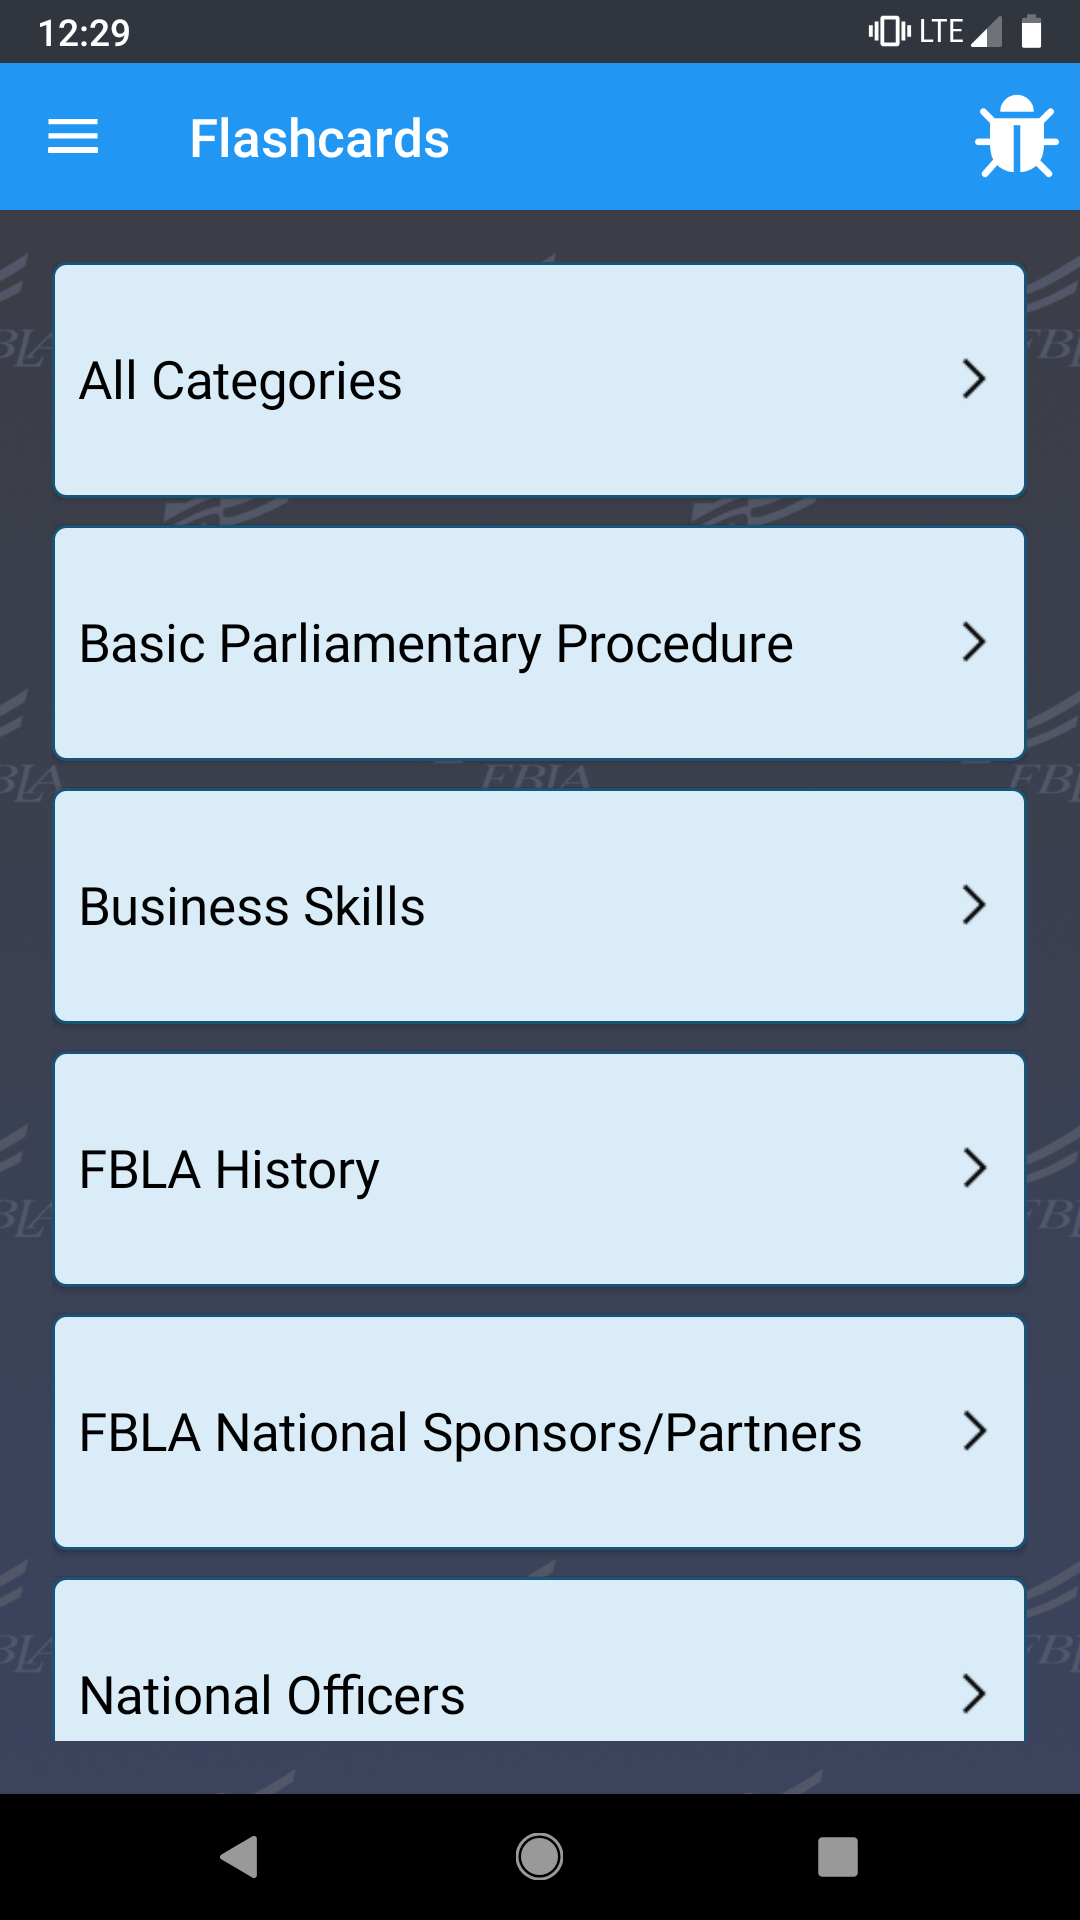 12:29 LTE
Flashcards
All Categories
Basic Parliamentary Procedure
FBLA
Business Skills
FBLA History
FBLA National Sponsors/Partners
National Officers